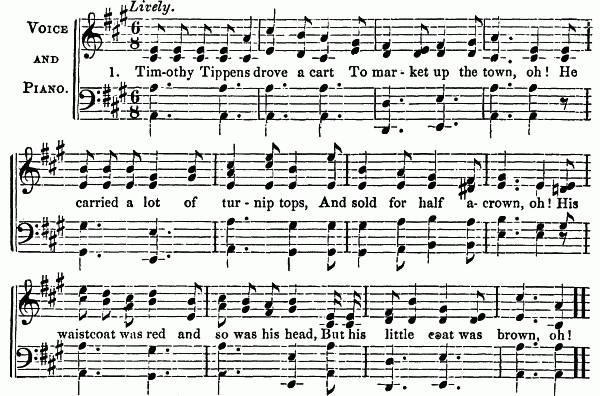 Lively.
VOICE
AND
PIANO.
6 8
6 8
1. Tim-othy Tippens drove a cart To mar-ket up the town, oh! He
carried a lot of tur-nip tops, And sold for half a-crown, oh! His
waistcoat was red and so was his head, But his little coat was brown, oh!